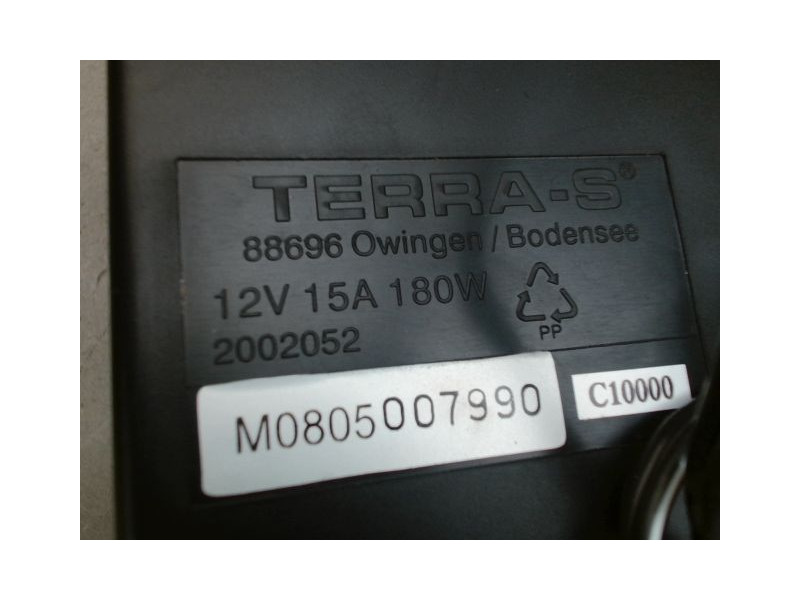 TERRA-S®
88696 Owingen / Bodensee
12V 15A 180W
PP
2002052
M0805007990
C10000